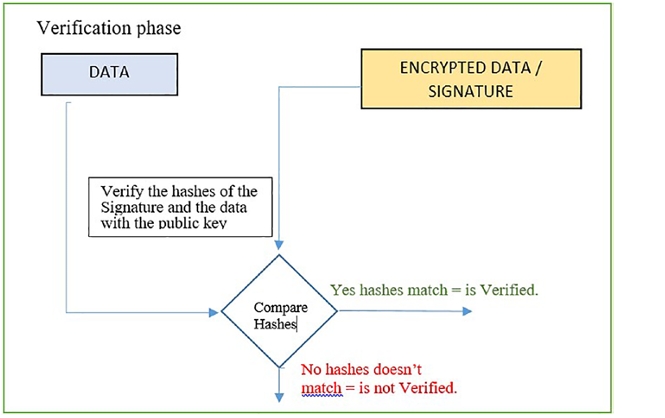 Verification phase
DATA
ENCRYPTED DATA /
SIGNATURE
Verify the hashes of the
Signature and the data
with the public key
Yes hashes match = is Verified.
Compare
Hashes
No hashes doesn't
match = is not Verified.